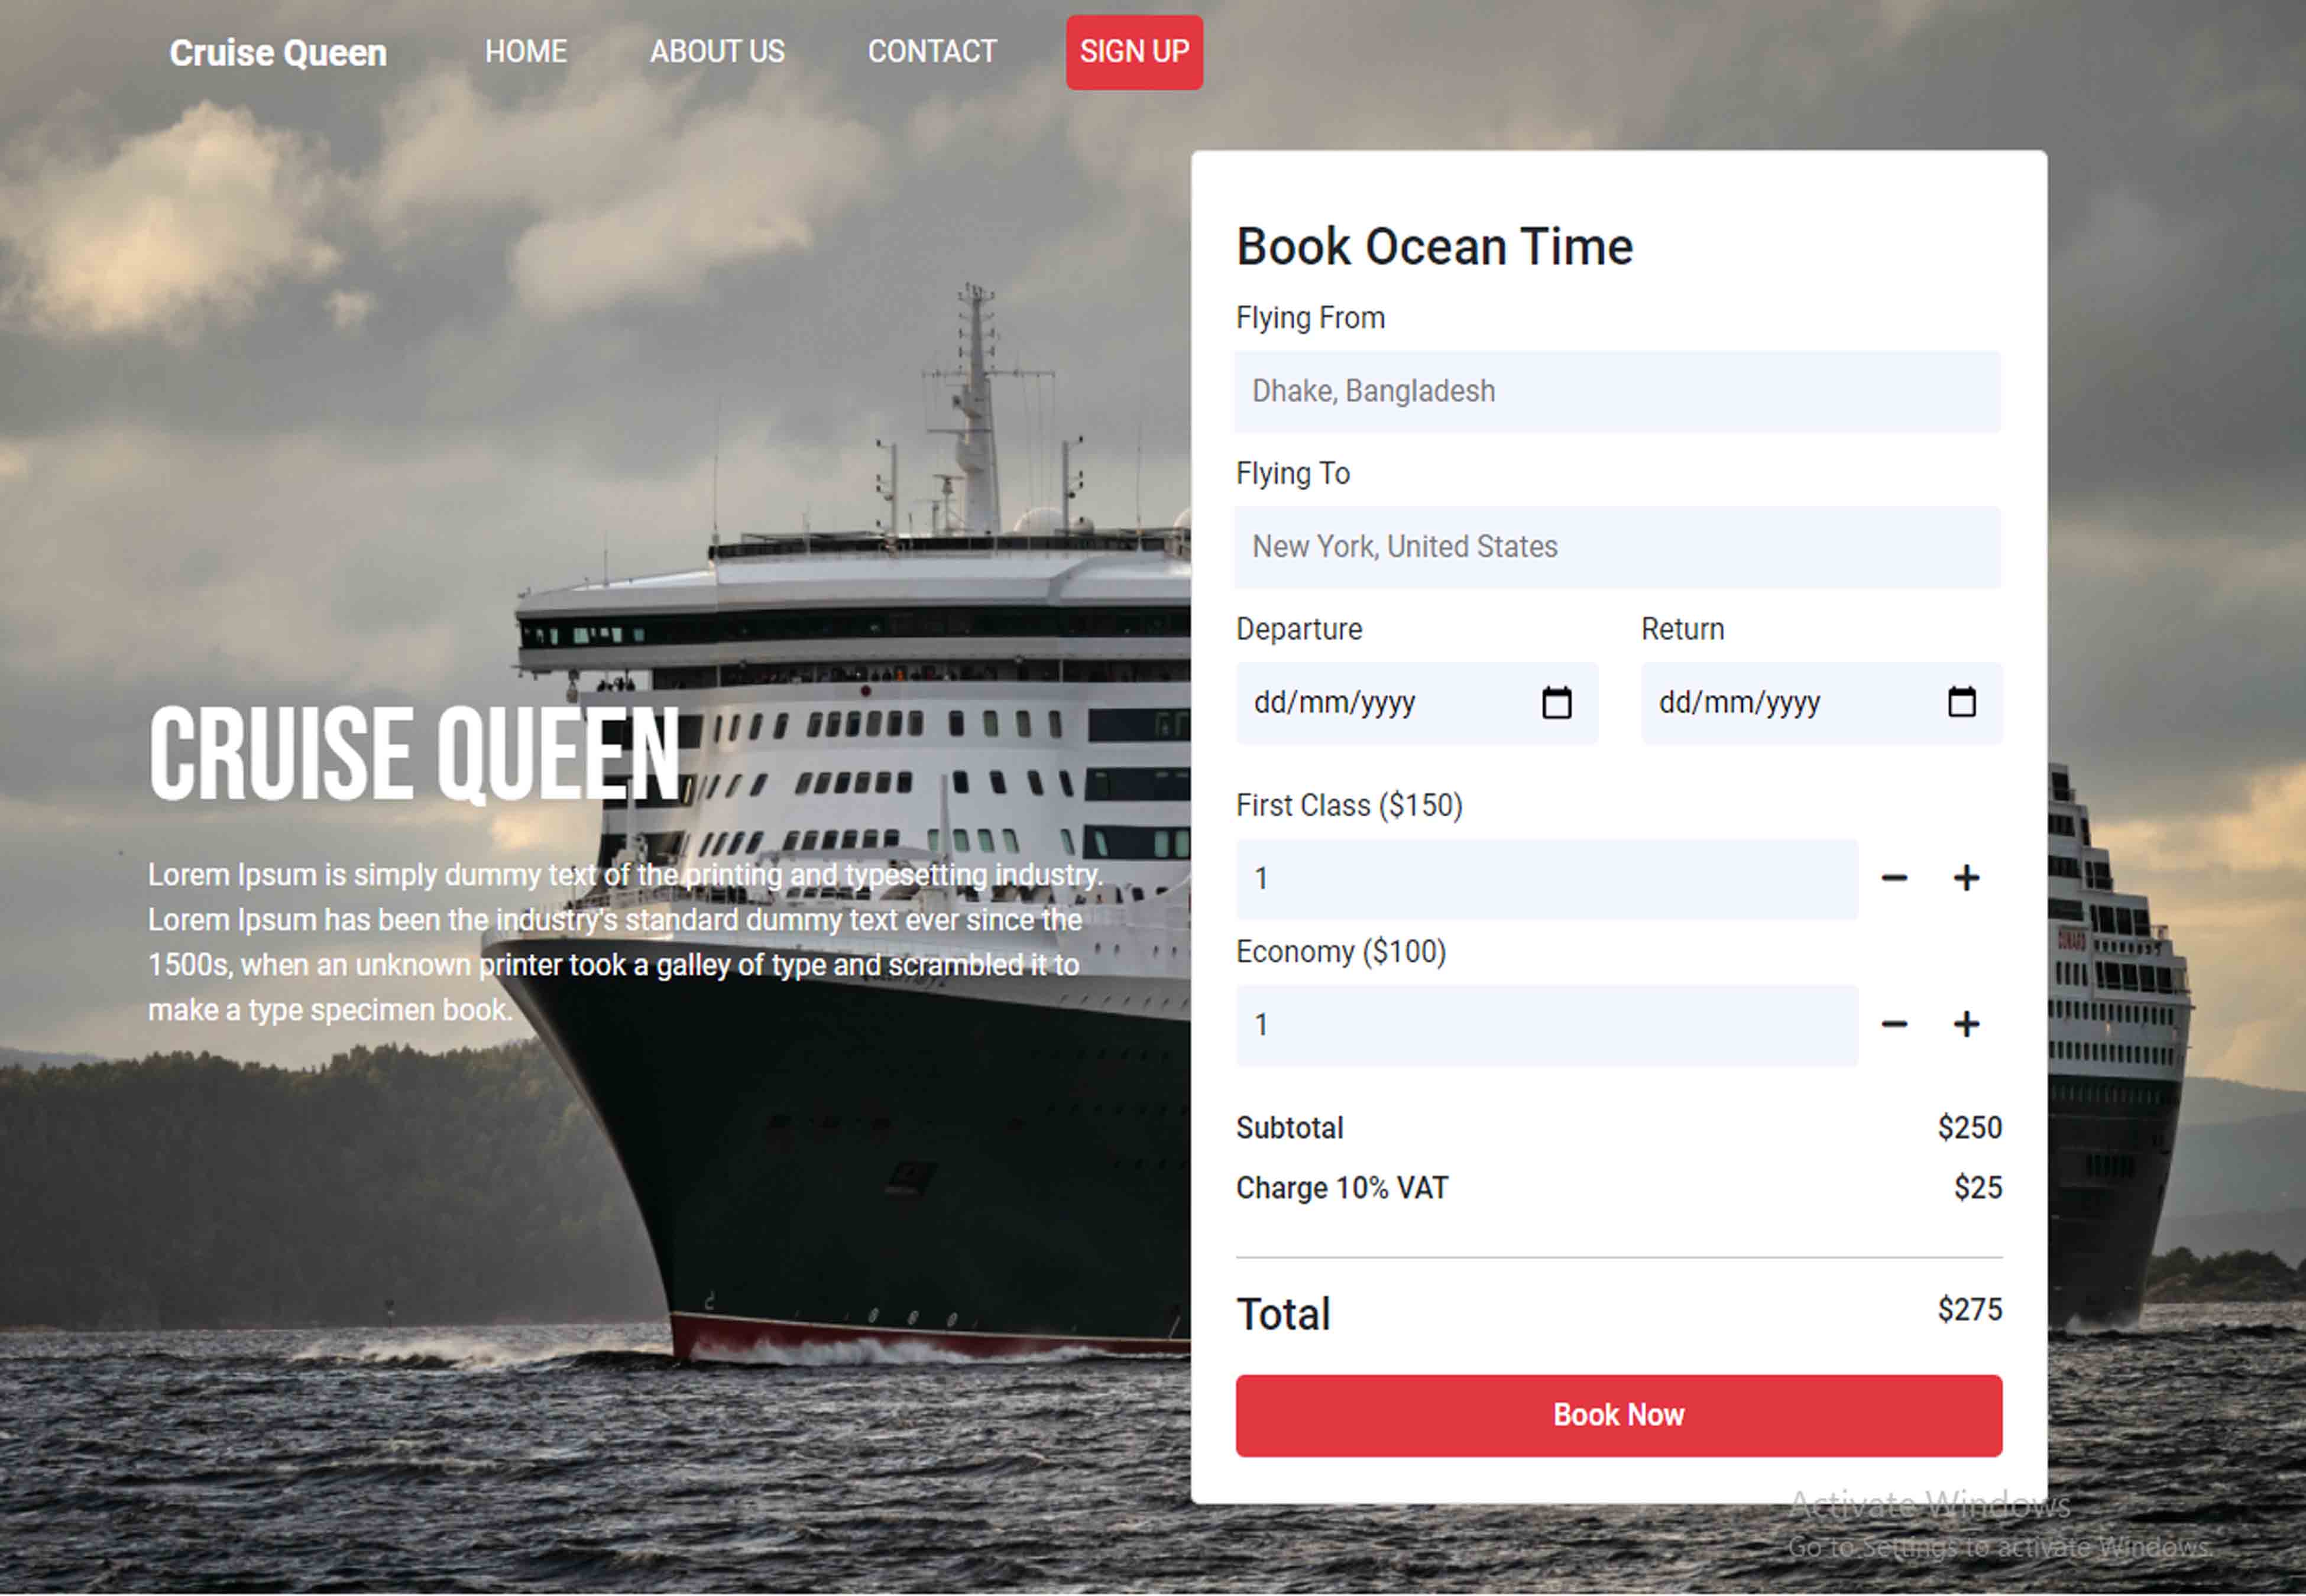 Cruise Queen HOME ABOUT US CONTACT SIGN UP
CRUISE QUEEN
Lorem Ipsum is simply dummy text of the printing and typesetting industry.
Lorem Ipsum has been the industry's standard dummy text ever since the
1500s, when an unknown printer took a galley of type and scrambled it to
make a type specimen book.
Book Ocean Time
Flying From
Dhake, Bangladesh
Flying To
New York, United States
Departure Return
dd/mm/yyyy dd/mm/yyyy
First Class ($150)
1 − +
Economy ($100)
1 − +
Subtotal $250
Charge 10% VAT $25
Total $275
Book Now
CUNARD
Activate Windows
Go to Settings to activate Windows.